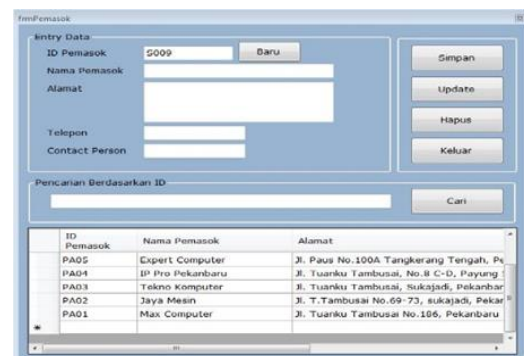 frmPemasok
Entry Data
ID Pemasok S009 Baru
Nama Pemasok
Alamat
Telepon
Contact Person
Simpan
Update
Hapus
Keluar
Pencarian Berdasarkan ID
Cari
ID Pemasok Nama Pemasok Alamat
PA05 Expert Computer Jl. Paus No.100A Tangkerang Tengah, Pe
PA04 IP Pro Pekanbaru Jl. Tuanku Tambusai, No.8 C-D, Payung
PA03 Tekno Komputer Jl. Tuanku Tambusai, Sukajadi, Pekanbar
PA02 Jaya Mesin Jl. T.Tambusai No.69-73, sukajadi, Pekar
PA01 Max Computer Jl. Tuanku Tambusai No.186, Pekanbaru